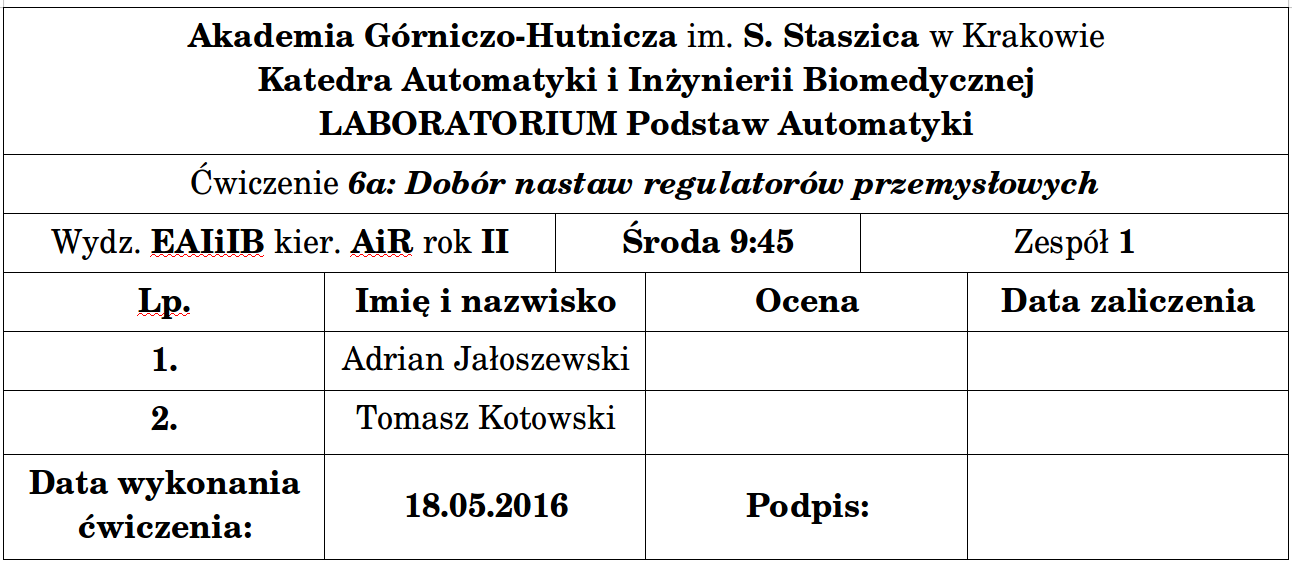 Akademia Górniczo-Hutnicza im. S. Staszica w Krakowie
Katedra Automatyki i Inżynierii Biomedycznej
LABORATORIUM Podstaw Automatyki
Ćwiczenie 6a: Dobór nastaw regulatorów przemysłowych
Wydz. EAIiIB kier. AiR rok II Środa 9:45 Zespół 1
Lp. Imię i nazwisko Ocena Data zaliczenia
1. Adrian Jałoszewski
2. Tomasz Kotowski
Data wykonania
ćwiczenia: 18.05.2016 Podpis: